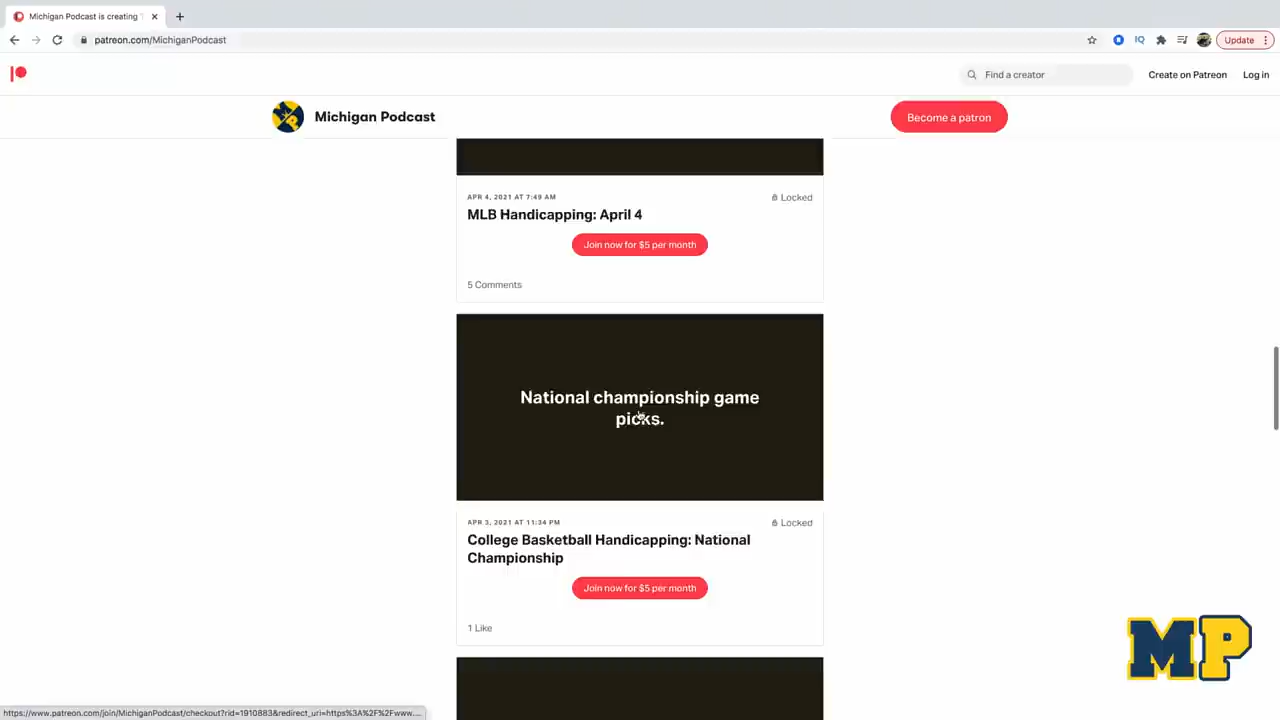 Michigan Podcast is creating
patreon.com/MichiganPodcast
IQ
Update
Find a creator
Create on Patreon
Log in
Michigan Podcast
Become a patron
APR 4, 2021 AT 7:49 AM
Locked
MLB Handicapping: April 4
Join now for $5 per month
5 Comments
National championship game
picks.
APR 3, 2021 AT 11:34 PM
Locked
College Basketball Handicapping: National
Championship
Join now for $5 per month
1 Like
MP
https://www.patreon.com/join/MichiganPodcast/checkout?rid=1910883&redirect_uri=https%3A%2F%2Fwww....